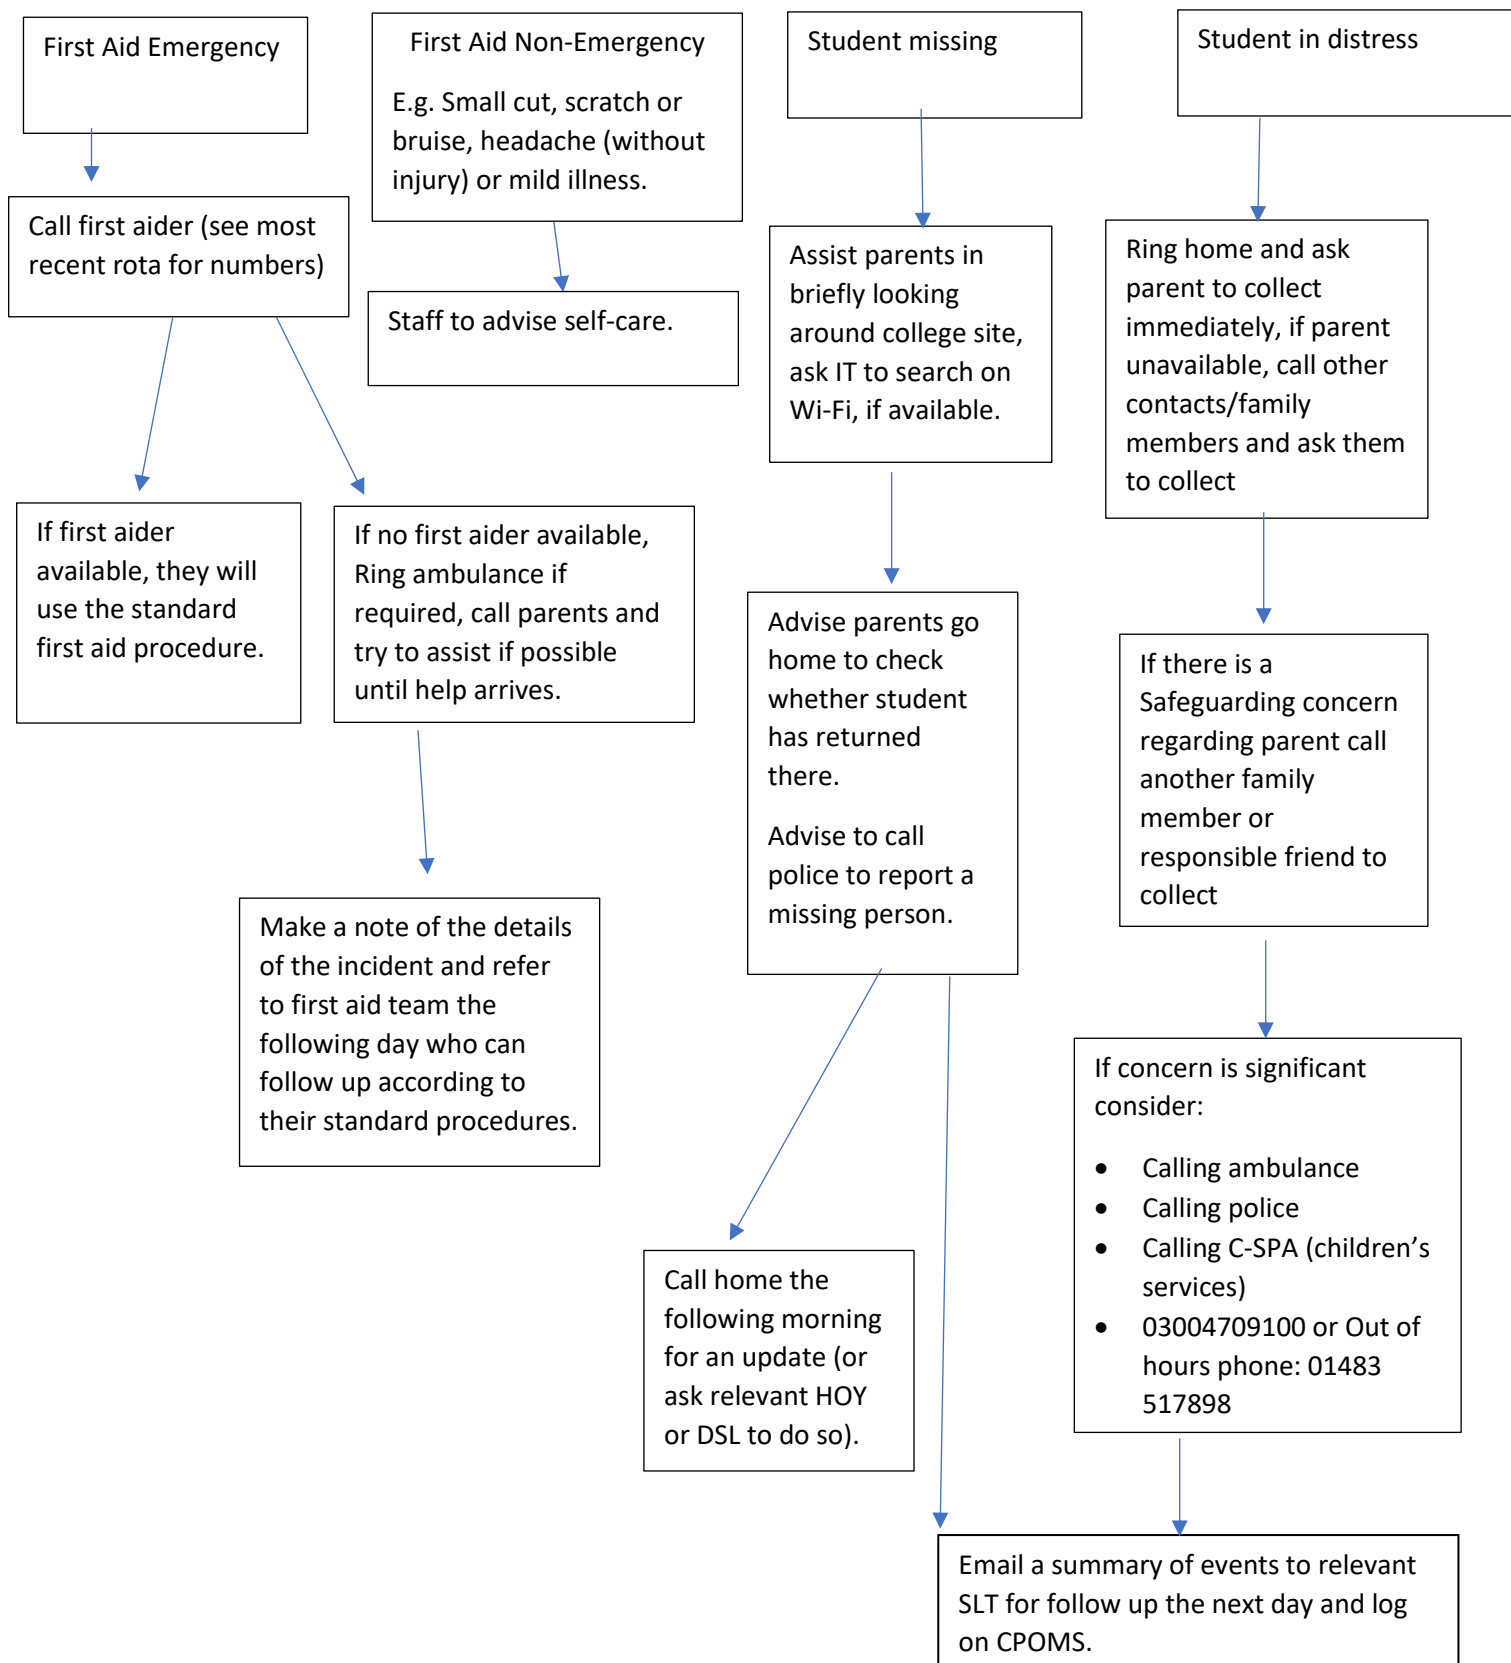 First Aid Emergency
First Aid Non-Emergency
E.g. Small cut, scratch or
bruise, headache (without
injury) or mild illness.
Student missing
Student in distress
Call first aider (see most
recent rota for numbers)
Staff to advise self-care.
Assist parents in
briefly looking
around college site,
ask IT to search on
Wi-Fi, if available.
Ring home and ask
parent to collect
immediately, if parent
unavailable, call other
contacts/family
members and ask them
to collect
If first aider
available, they will
use the standard
first aid procedure.
If no first aider available,
Ring ambulance if
required, call parents and
try to assist if possible
until help arrives.
Advise parents go
home to check
whether student
has returned
there.
Advise to call
police to report a
missing person.
If there is a
Safeguarding concern
regarding parent call
another family
member or
responsible friend to
collect
Make a note of the details
of the incident and refer
to first aid team the
following day who can
follow up according to
their standard procedures.
If concern is significant
consider:
• Calling ambulance
• Calling police
• Calling C-SPA (children’s
services)
• 03004709100 or Out of
hours phone: 01483
517898
Call home the
following morning
for an update (or
ask relevant HOY
or DSL to do so).
Email a summary of events to relevant
SLT for follow up the next day and log
on CPOMS.